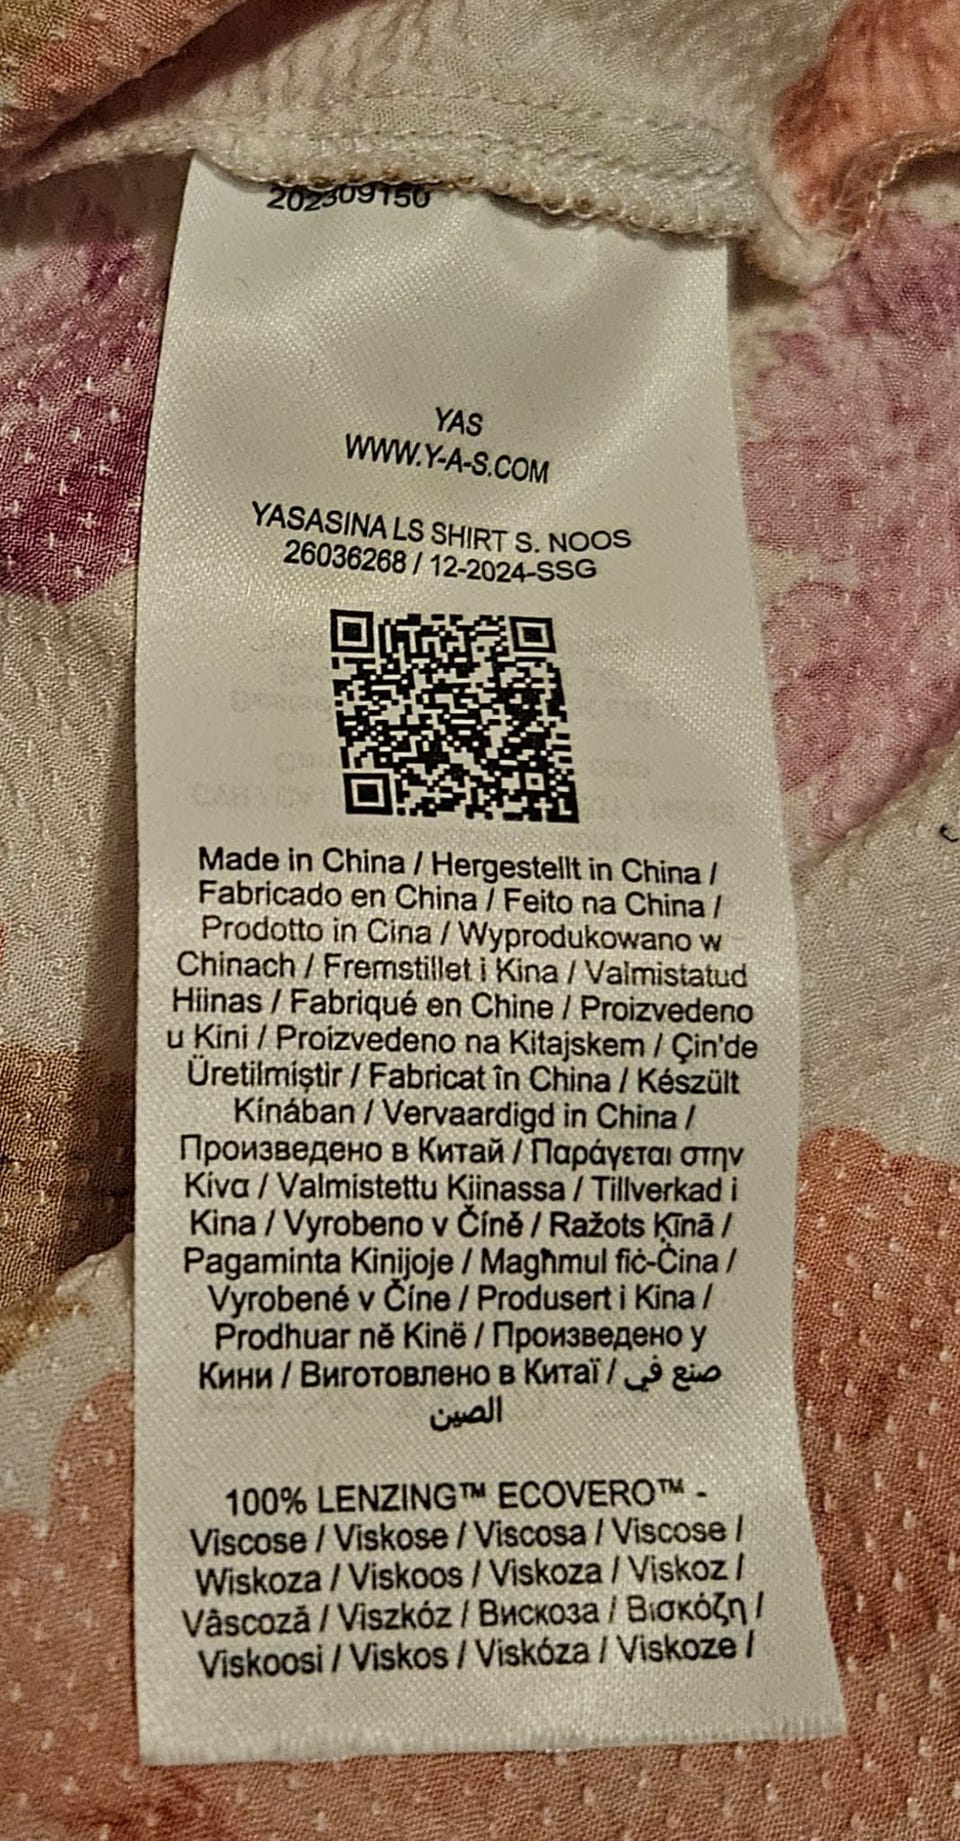 202309150
YAS
WWW.Y-A-S.COM
YASASINA LS SHIRT S. NOOS
26036268 / 12-2024-SSG
Made in China / Hergestellt in China /
Fabricado en China / Feito na China /
Prodotto in Cina / Wyprodukowano w
Chinach / Fremstillet i Kina / Valmistatud
Hiinas / Fabriqué en Chine / Proizvedeno
u Kini / Proizvedeno na Kitajskem / Çin'de
Üretilmiştir / Fabricat în China / Készült
Kínában / Vervaardigd in China /
Произведено в Китай / Παράγεται στην
Κίνα / Valmistettu Kiinassa / Tillverkad i
Kina / Vyrobeno v Číně / Ražots Ķīnā /
Pagaminta Kinijoje / Magħmul fiċ-Ċina /
Vyrobené v Číne / Produsert i Kina /
Prodhuar në Kinë / Произведено у
Кини / Виготовлено в Китаї / صنع في
الصين
100% LENZING™ ECOVERO™ -
Viscose / Viskose / Viscosa / Viscose /
Wiskoza / Viskoos / Viskoza / Viskoz /
Vâscoză / Viszkóz / Вискоза / Βισκόζη /
Viskoosi / Viskos / Viskóza / Viskoze /